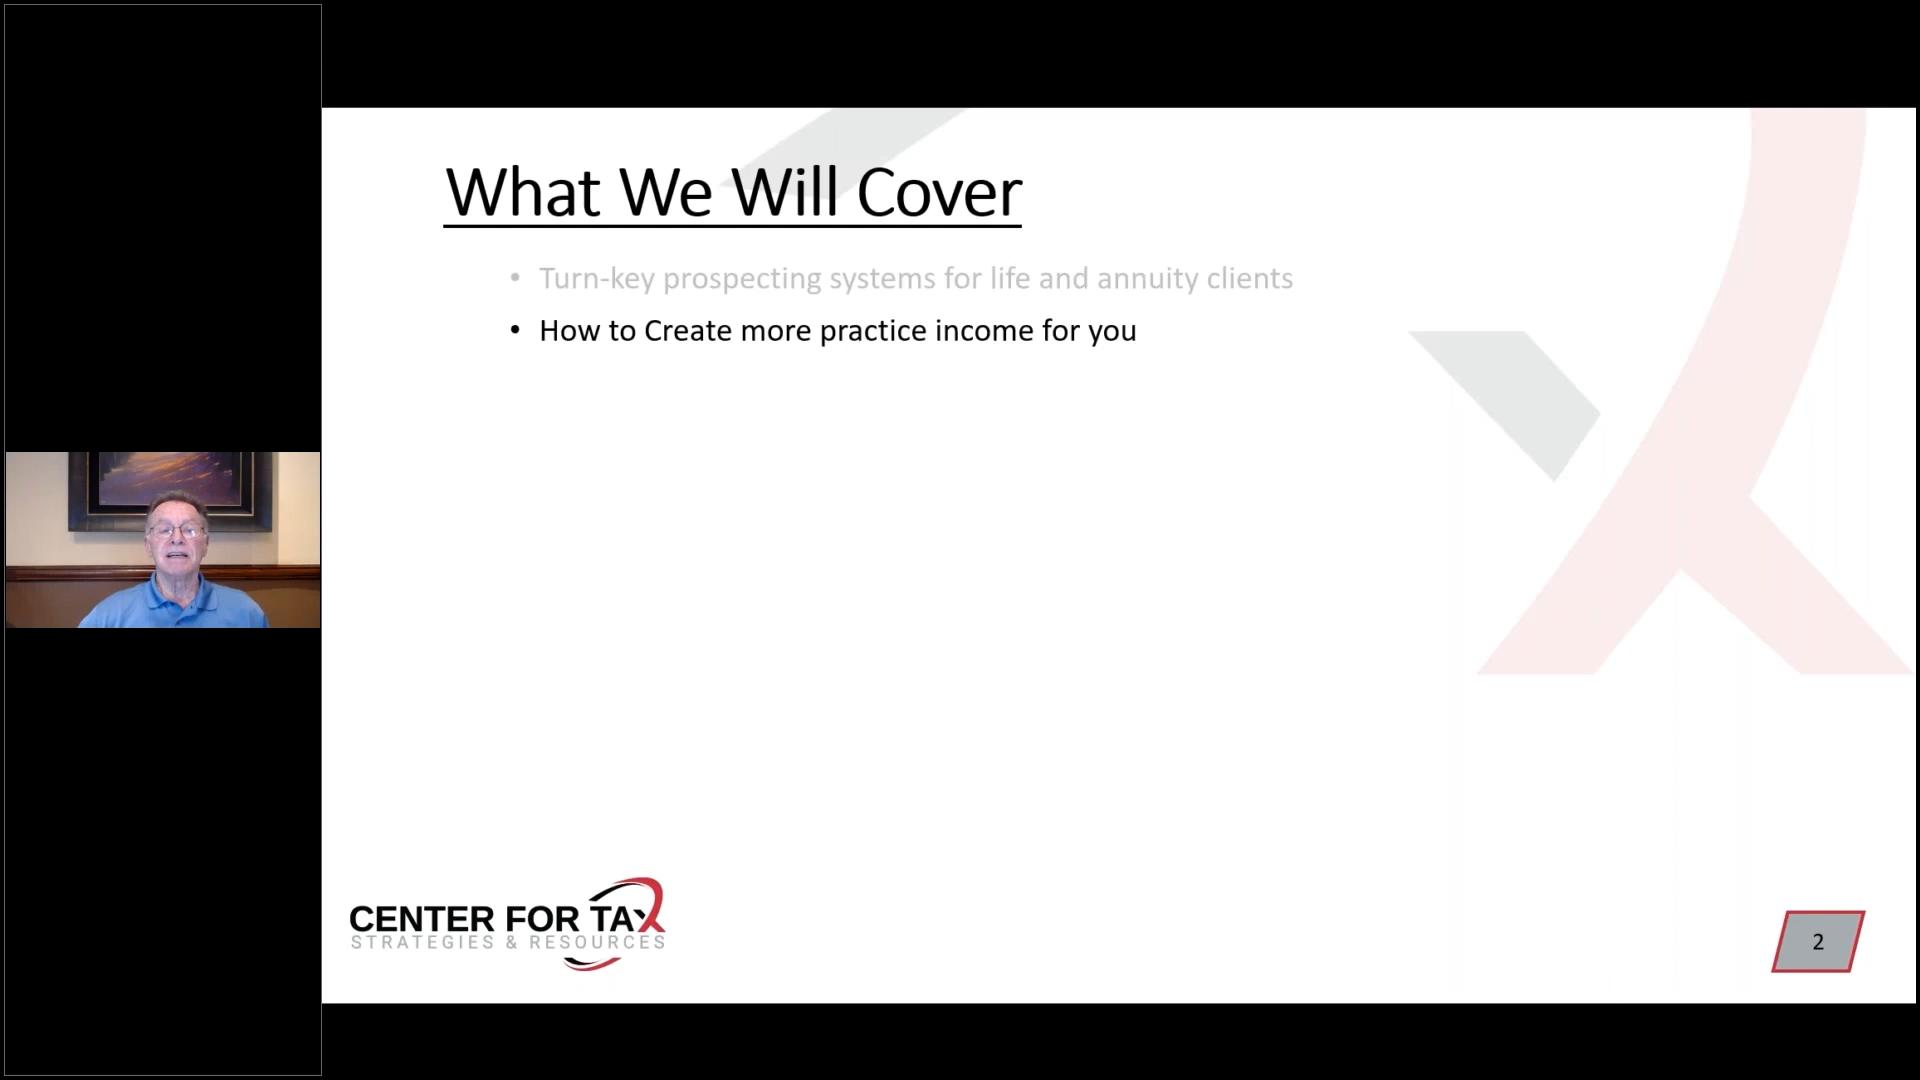 What We Will Cover
• Turn-key prospecting systems for life and annuity clients
• How to Create more practice income for you
CENTER FOR TAX
STRATEGIES & RESOURCES
2